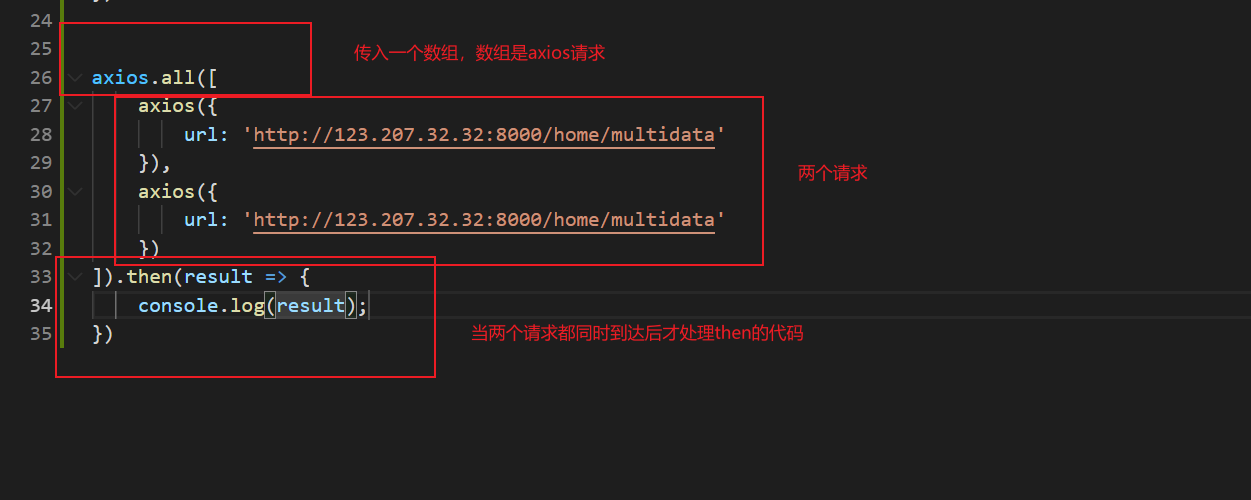 24
25
传入一个数组，数组是axios请求
26 axios.all([
27 axios({
28 url: 'http://123.207.32.32:8000/home/multidata'
29 }),
两个请求
30 axios({
31 url: 'http://123.207.32.32:8000/home/multidata'
32 })
33 ]).then(result => {
34 console.log(result);
35 })
当两个请求都同时到达后才处理then的代码